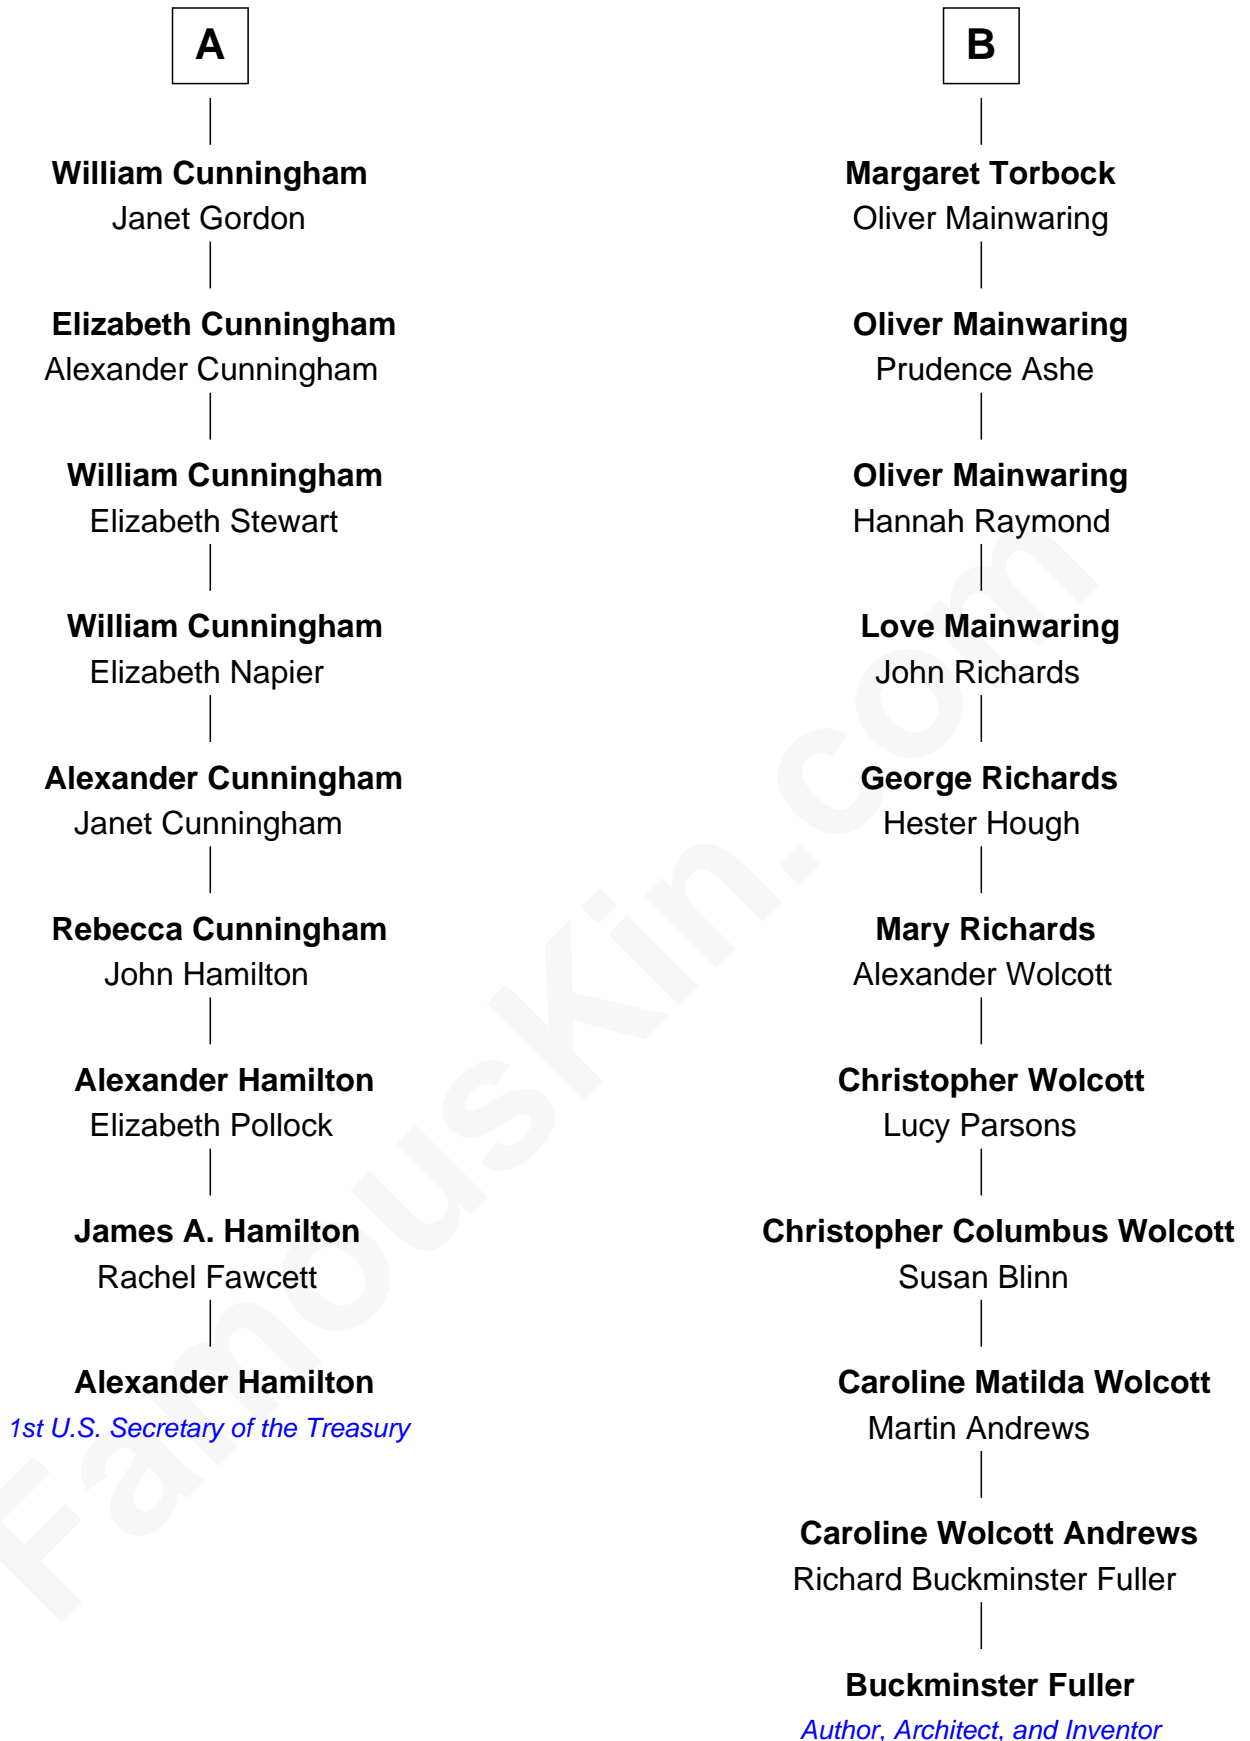 A
William Cunningham
Janet Gordon
Elizabeth Cunningham
Alexander Cunningham
William Cunningham
Elizabeth Stewart
William Cunningham
Elizabeth Napier
Alexander Cunningham
Janet Cunningham
Rebecca Cunningham
John Hamilton
Alexander Hamilton
Elizabeth Pollock
James A. Hamilton
Rachel Fawcett
Alexander Hamilton
1st U.S. Secretary of the Treasury
B
Margaret Torbock
Oliver Mainwaring
Oliver Mainwaring
Prudence Ashe
Oliver Mainwaring
Hannah Raymond
Love Mainwaring
John Richards
George Richards
Hester Hough
Mary Richards
Alexander Wolcott
Christopher Wolcott
Lucy Parsons
Christopher Columbus Wolcott
Susan Blinn
Caroline Matilda Wolcott
Martin Andrews
Caroline Wolcott Andrews
Richard Buckminster Fuller
Buckminster Fuller
Author, Architect, and Inventor
FamousKin.com